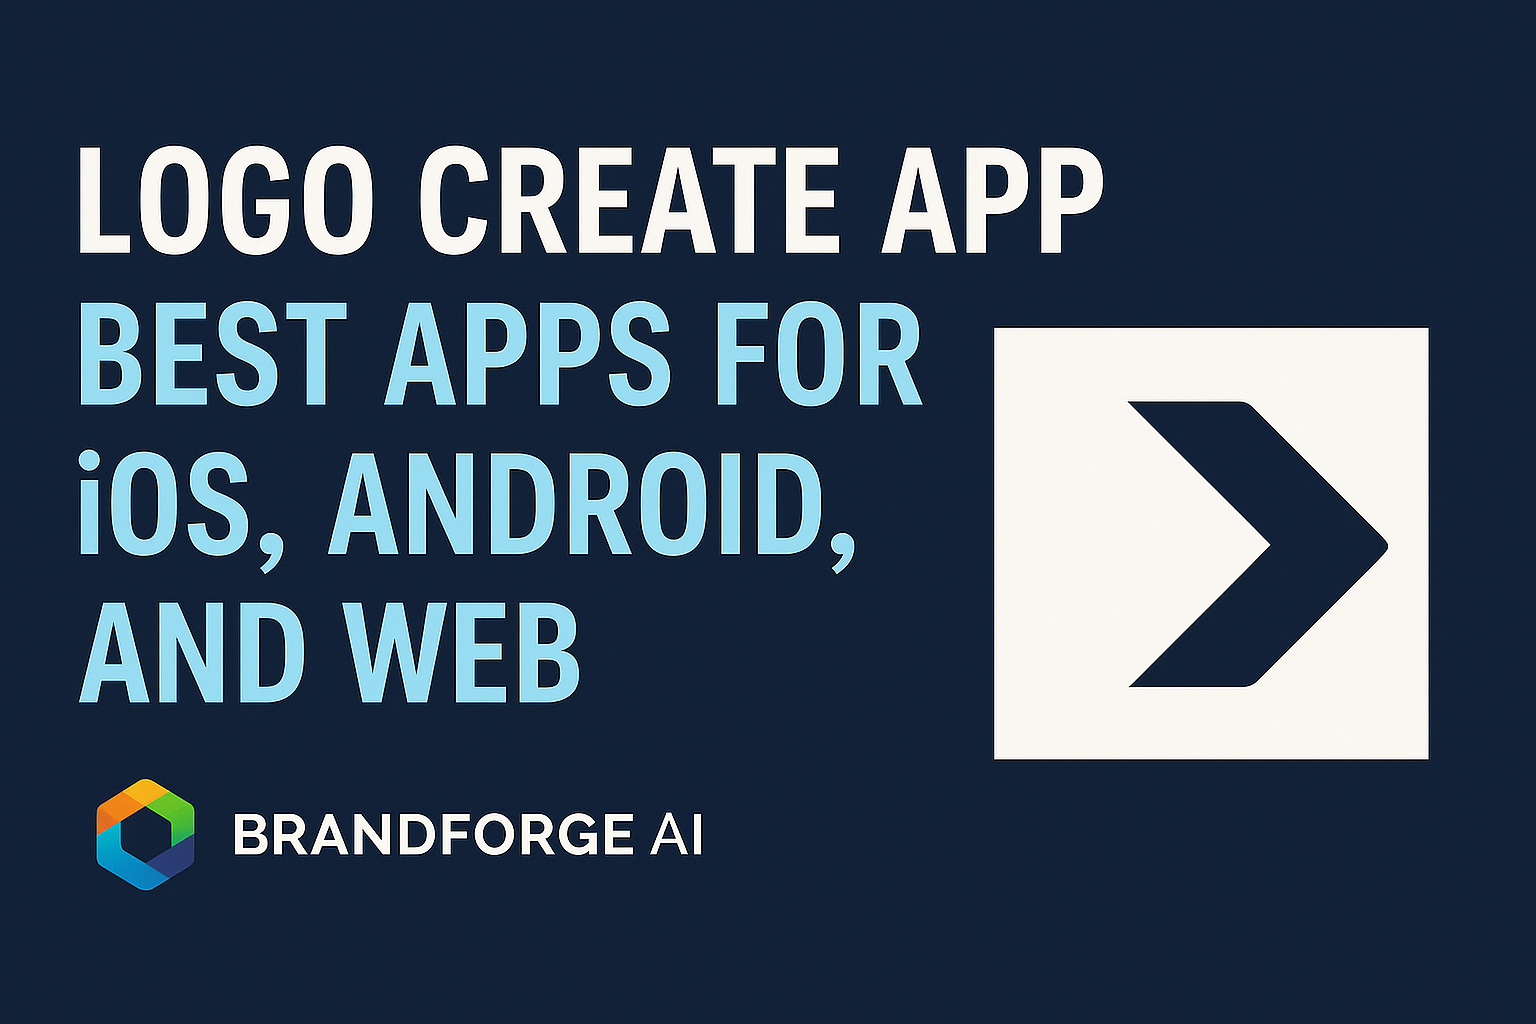 LOGO CREATE APP
BEST APPS FOR
iOS, ANDROID,
AND WEB
BRANDFORGE AI